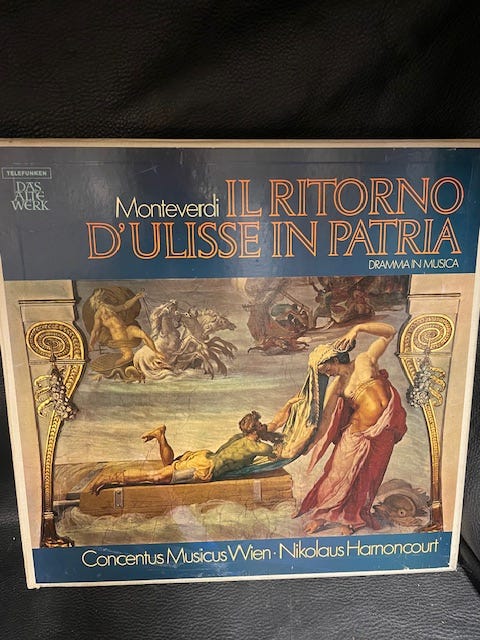 TELEFUNKEN
DAS
ALTE
WERK
Monteverdi IL RITORNO
D'ULISSE IN PATRIA
DRAMMA IN MUSICA
Concentus Musicus Wien · Nikolaus Harnoncourt